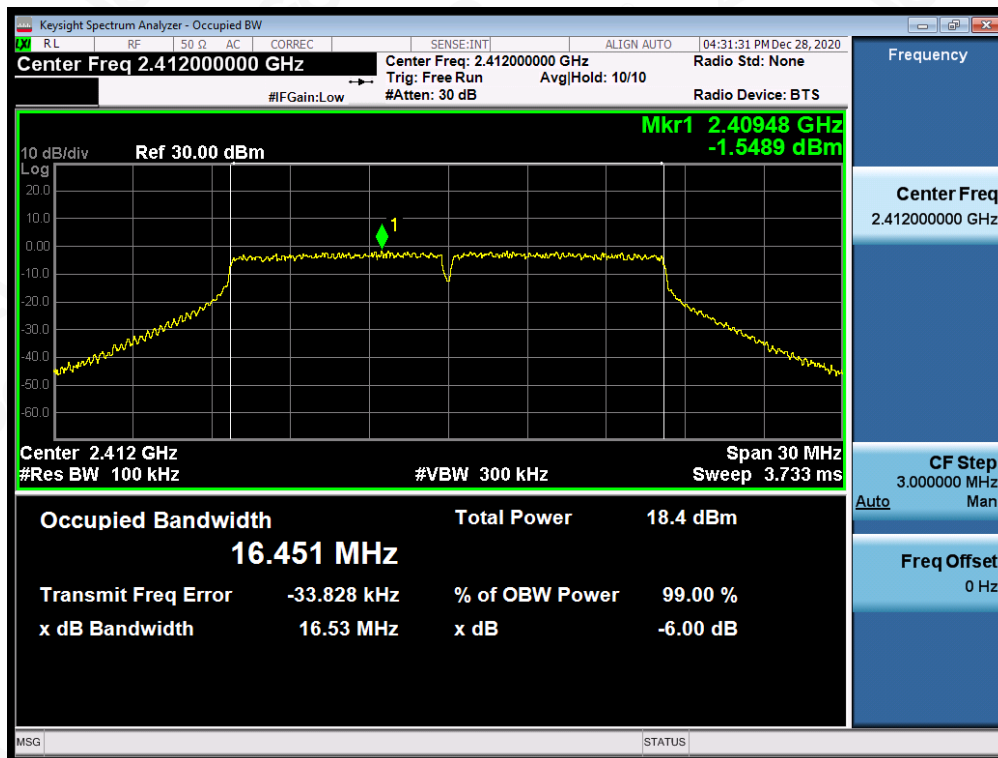 Keysight Spectrum Analyzer - Occupied BW
LXI RL RF 50 Ω AC CORREC SENSE:INT ALIGN AUTO 04:31:31 PM Dec 28, 2020
Center Freq 2.412000000 GHz
Center Freq: 2.412000000 GHz Radio Std: None
Trig: Free Run Avg|Hold: 10/10
#IFGain:Low #Atten: 30 dB Radio Device: BTS
Mkr1 2.40948 GHz
-1.5489 dBm
10 dB/div Ref 30.00 dBm
Log
20.0
10.0
1
0.00
-10.0
-20.0
-30.0
-40.0
-50.0
-60.0
Center 2.412 GHz Span 30 MHz
#Res BW 100 kHz #VBW 300 kHz Sweep 3.733 ms
Occupied Bandwidth Total Power 18.4 dBm
16.451 MHz
Transmit Freq Error -33.828 kHz % of OBW Power 99.00 %
x dB Bandwidth 16.53 MHz x dB -6.00 dB
MSG STATUS
Frequency
Center Freq
2.412000000 GHz
CF Step
3.000000 MHz
Auto Man
Freq Offset
0 Hz